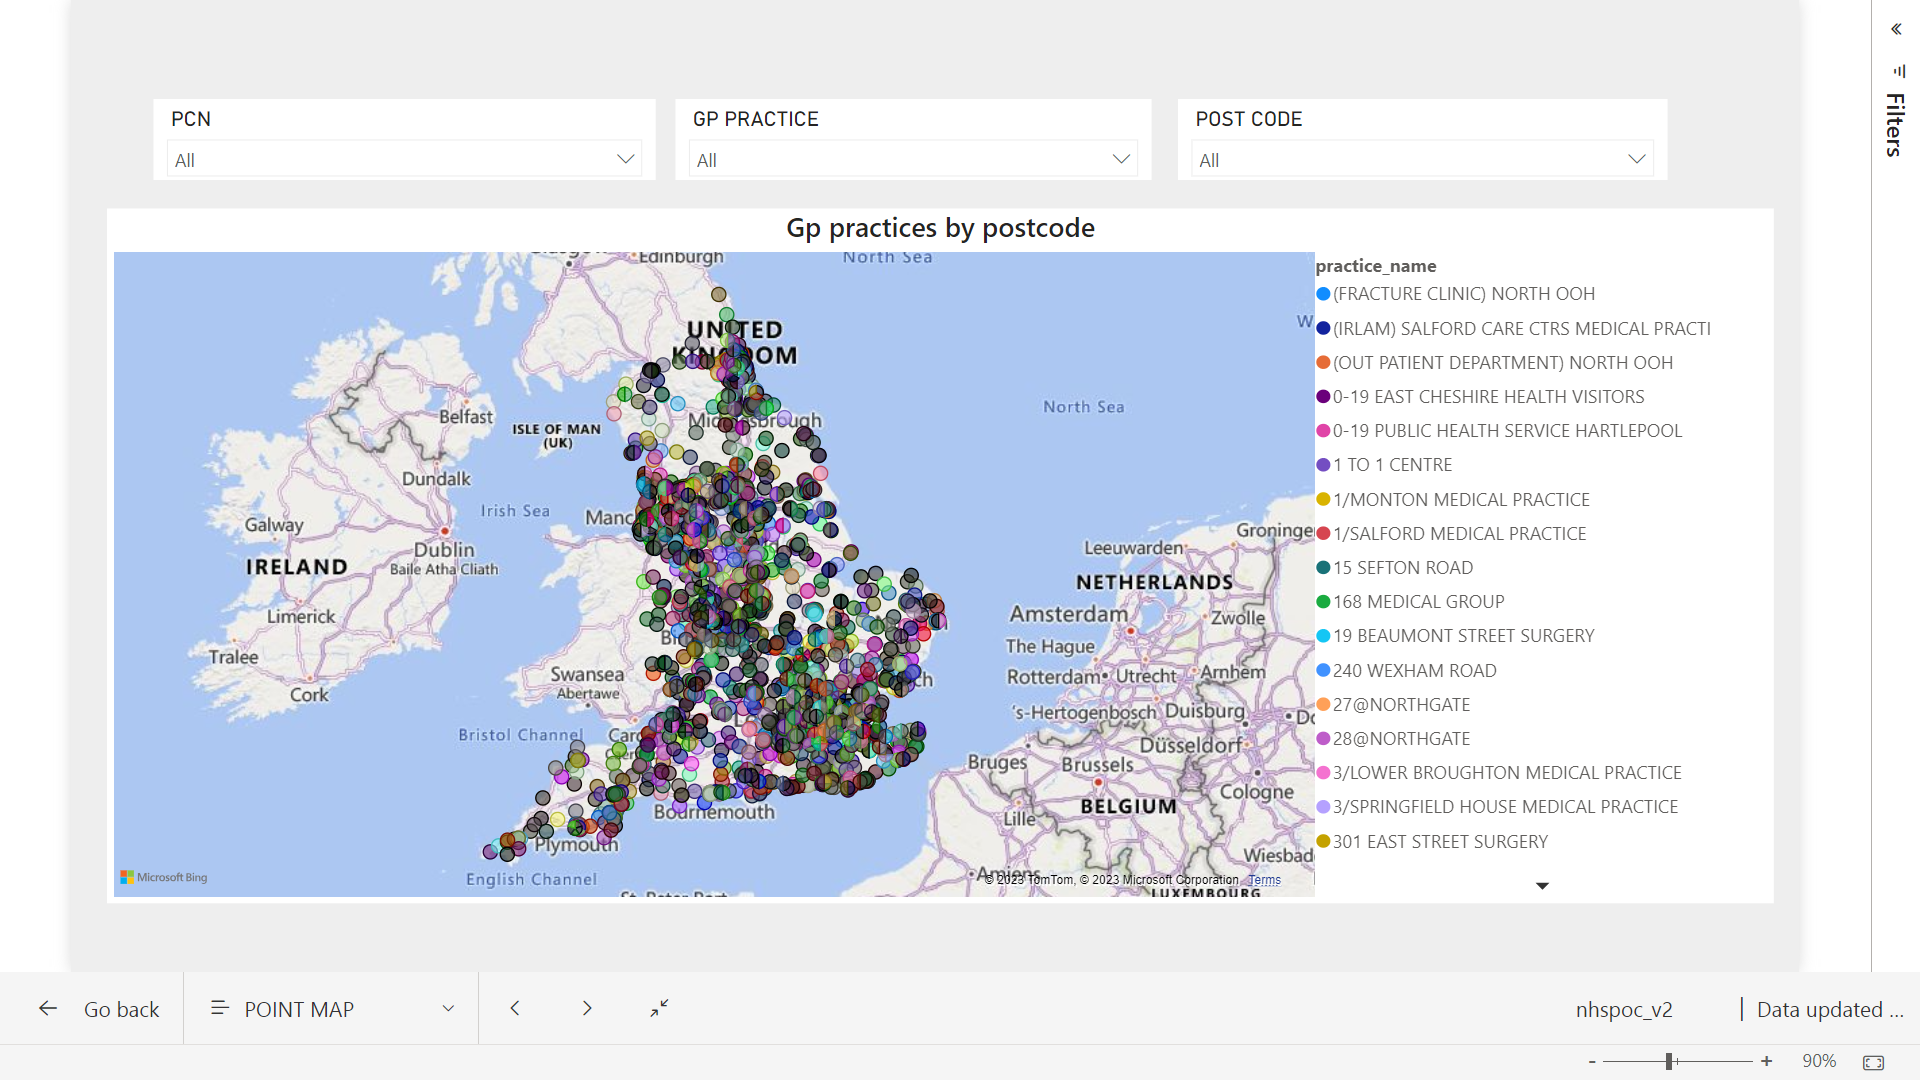 PCN
All
GP PRACTICE
All
POST CODE
All
Filters
Gp practices by postcode
Edinburgh
North Sea
UNITED
KINGDOM
Belfast
ISLE OF MAN
(UK)
North Sea
Dundalk
Irish Sea
Galway
Groningen
Leeuwarden
Dublin
Baile Atha Cliath
IRELAND
NETHERLANDS
Limerick
Amsterdam
Zwolle
The Hague
Tralee
Swansea
Abertawe
Rotterdam
Utrecht
Arnhem
Cork
's-Hertogenbosch
Duisburg
Bristol Channel
Düsseldorf
Bruges
Brussels
Cologne
BELGIUM
Bournemouth
Lille
Plymouth
English Channel
Amiens
LUXEMBOURG
Microsoft Bing
© 2023 TomTom, © 2023 Microsoft Corporation Terms
practice_name
(FRACTURE CLINIC) NORTH OOH
(IRLAM) SALFORD CARE CTRS MEDICAL PRACTI
(OUT PATIENT DEPARTMENT) NORTH OOH
0-19 EAST CHESHIRE HEALTH VISITORS
0-19 PUBLIC HEALTH SERVICE HARTLEPOOL
1 TO 1 CENTRE
1/MONTON MEDICAL PRACTICE
1/SALFORD MEDICAL PRACTICE
15 SEFTON ROAD
168 MEDICAL GROUP
19 BEAUMONT STREET SURGERY
240 WEXHAM ROAD
27@NORTHGATE
28@NORTHGATE
3/LOWER BROUGHTON MEDICAL PRACTICE
3/SPRINGFIELD HOUSE MEDICAL PRACTICE
301 EAST STREET SURGERY
Go back
POINT MAP
nhspoc_v2
Data updated ...
- + 90%